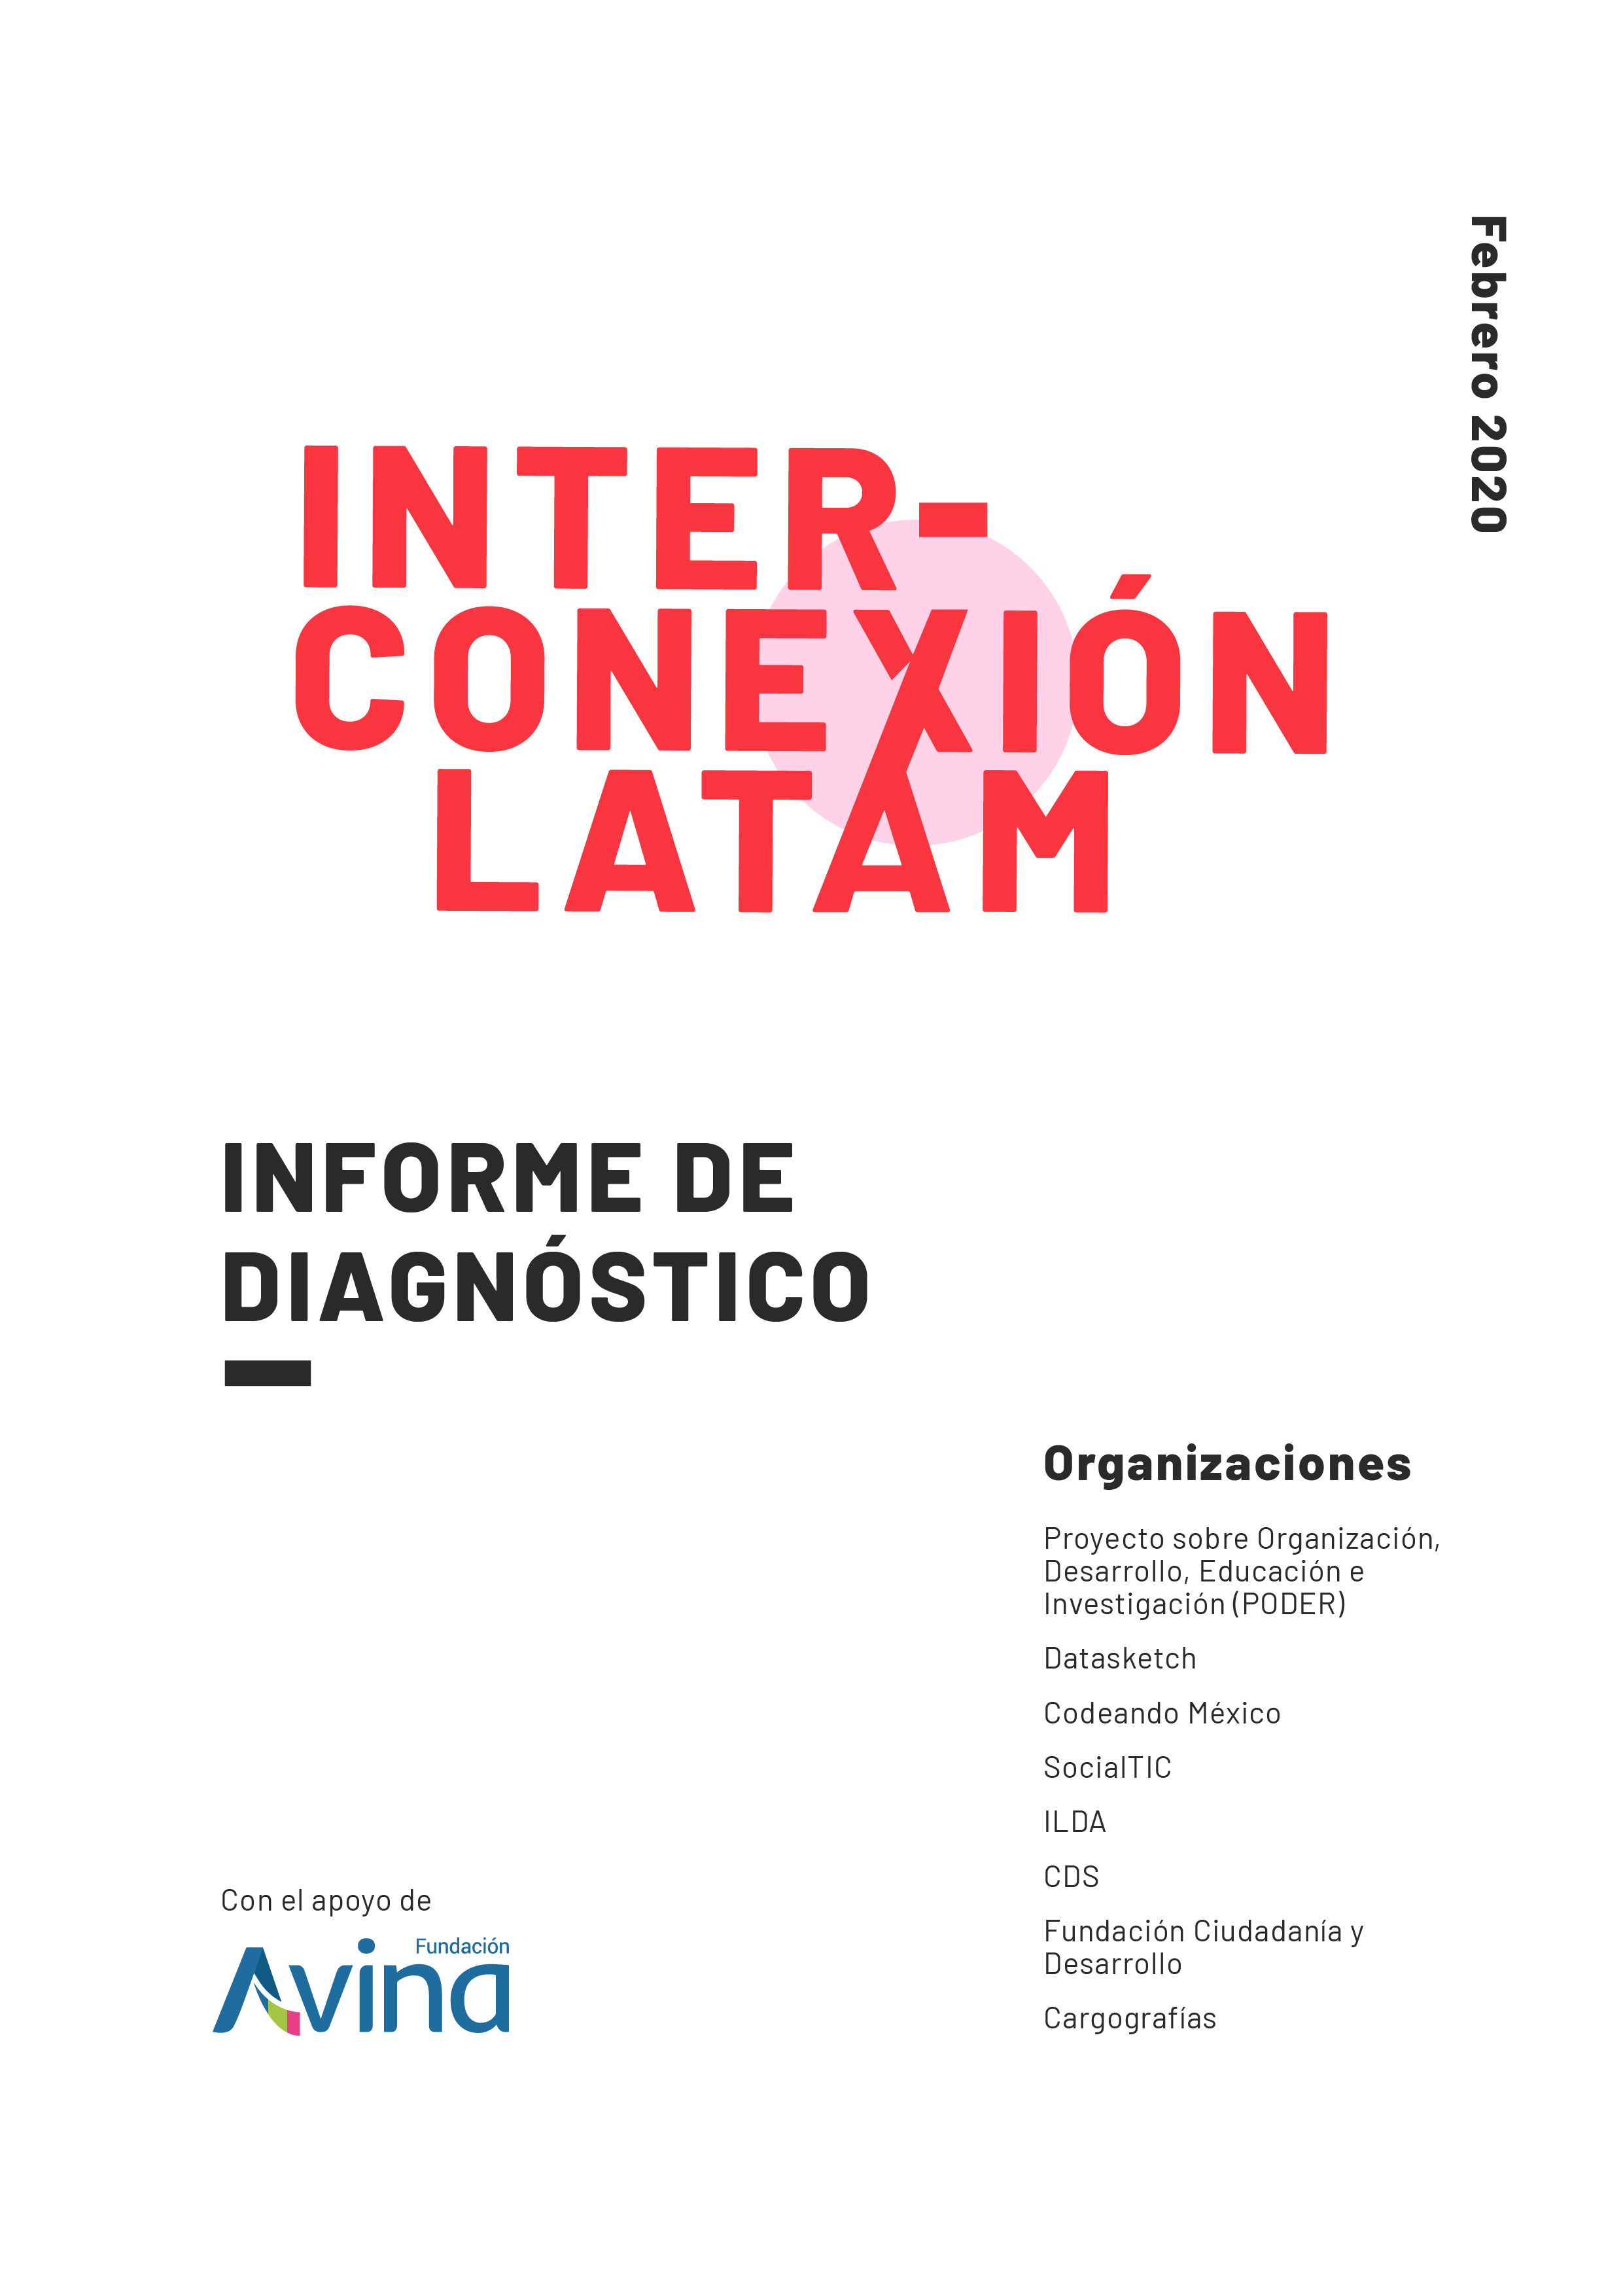 Febrero 2020
INTER-
CONEXIÓN
LATAM
INFORME DE
DIAGNÓSTICO
Organizaciones
Proyecto sobre Organización,
Desarrollo, Educación e
Investigación (PODER)
Datasketch
Codeando México
SocialTIC
ILDA
CDS
Fundación Ciudadanía y
Desarrollo
Cargografías
Con el apoyo de
Fundación
Avina